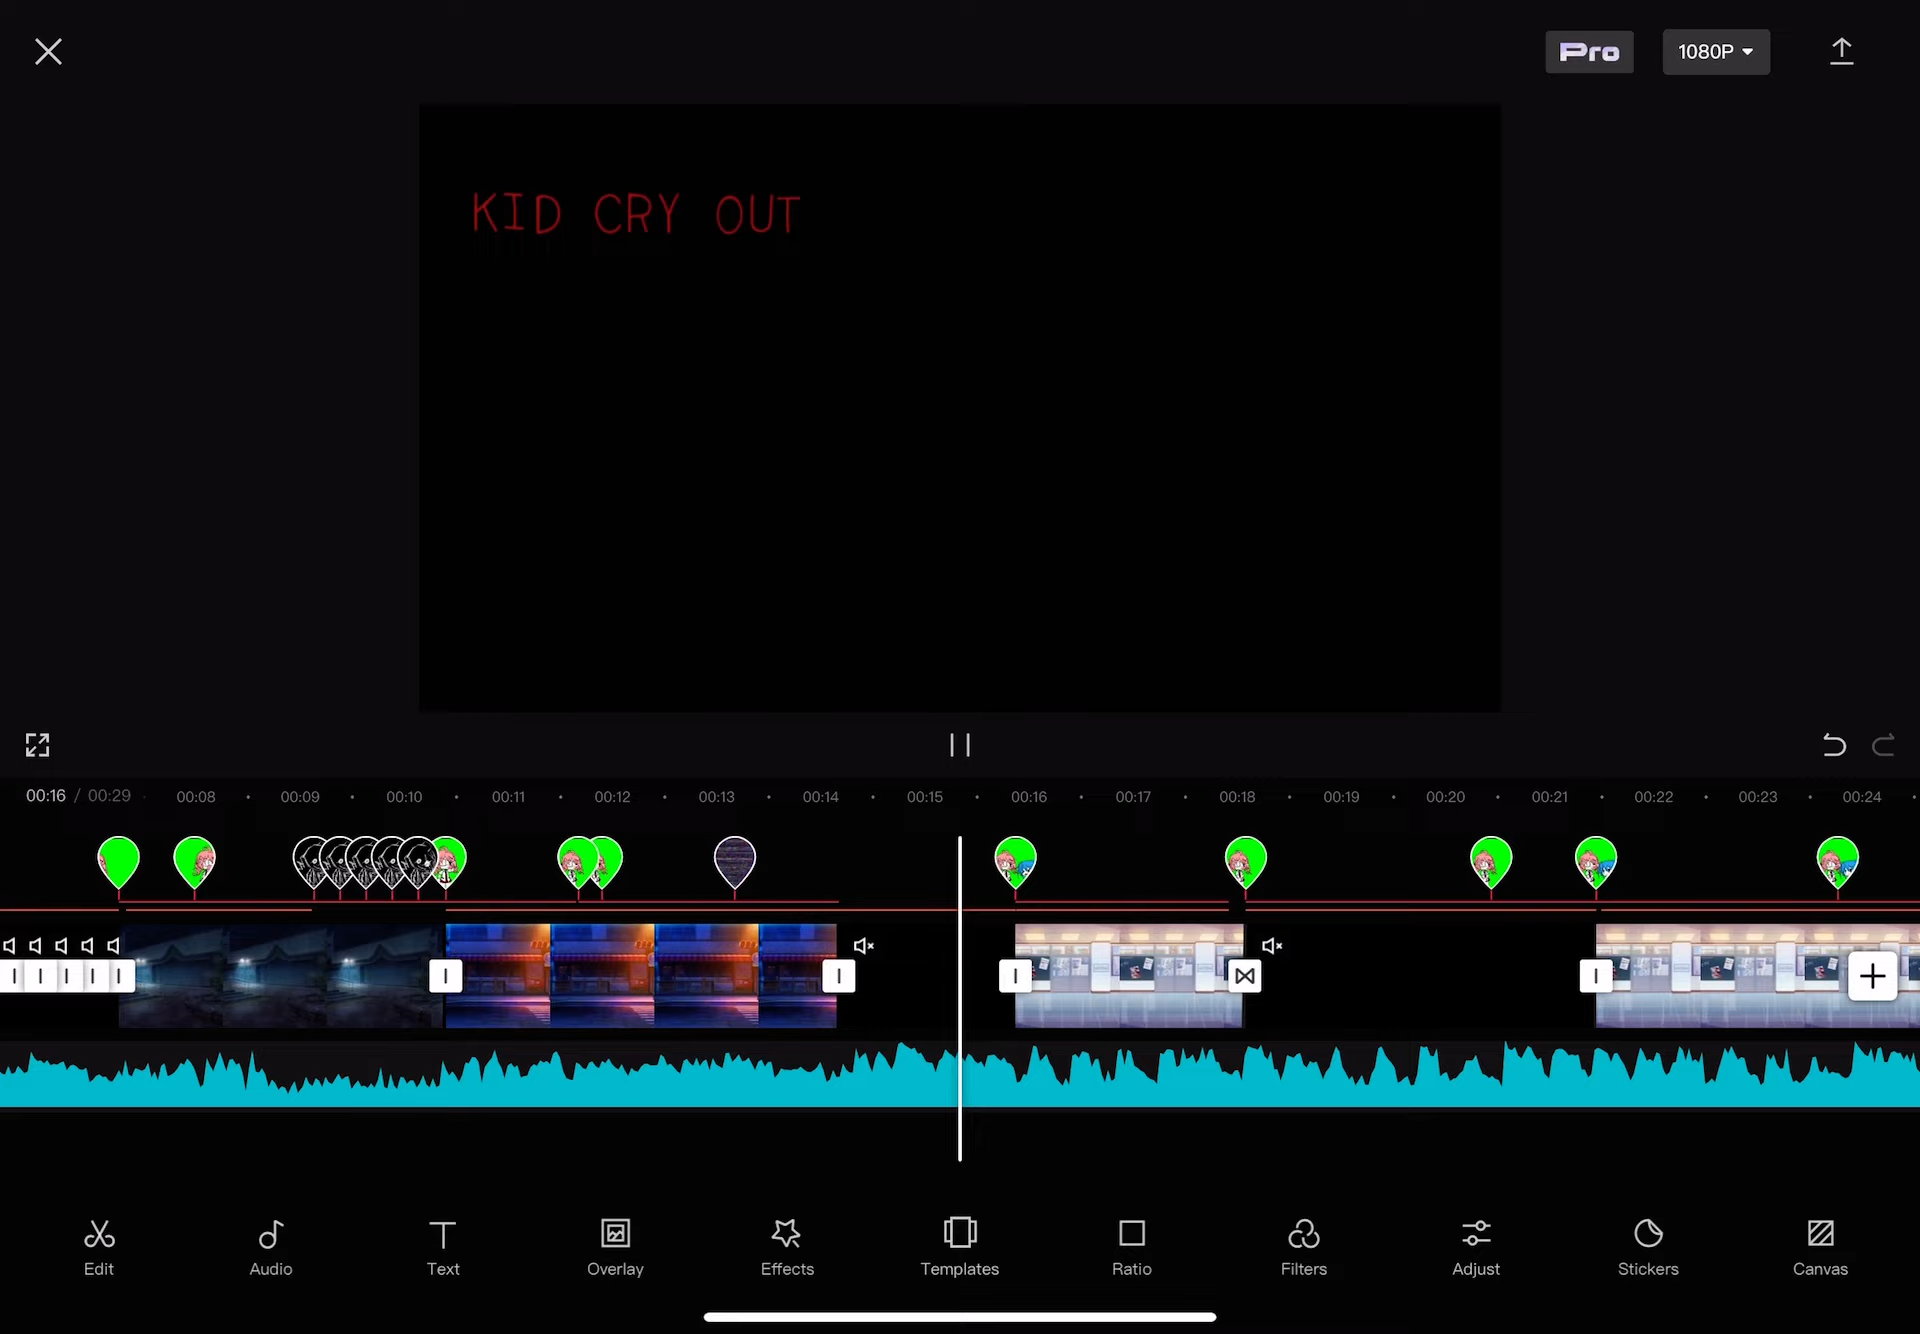 Pro 1080P
KID CRY OUT
00:16 / 00:29 00:08 00:09 00:10 00:11 00:12 00:13 00:14 00:15 00:16 00:17 00:18 00:19 00:20 00:21 00:22 00:23 00:24
Edit Audio Text Overlay Effects Templates Ratio Filters Adjust Stickers Canvas